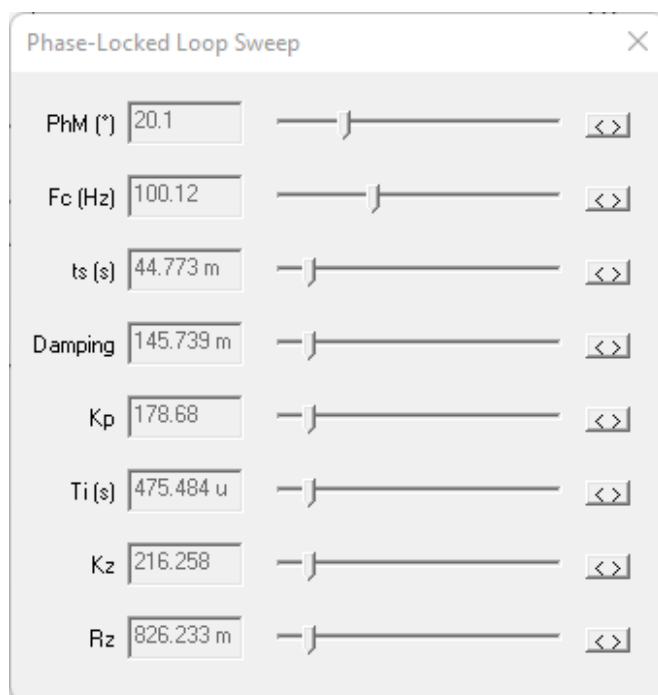 Phase-Locked Loop Sweep
PhM (°) 20.1 < >
Fc (Hz) 100.12 < >
ts (s) 44.773 m < >
Damping 145.739 m < >
Kp 178.68 < >
Ti (s) 475.484 u < >
Kz 216.258 < >
Rz 826.233 m < >